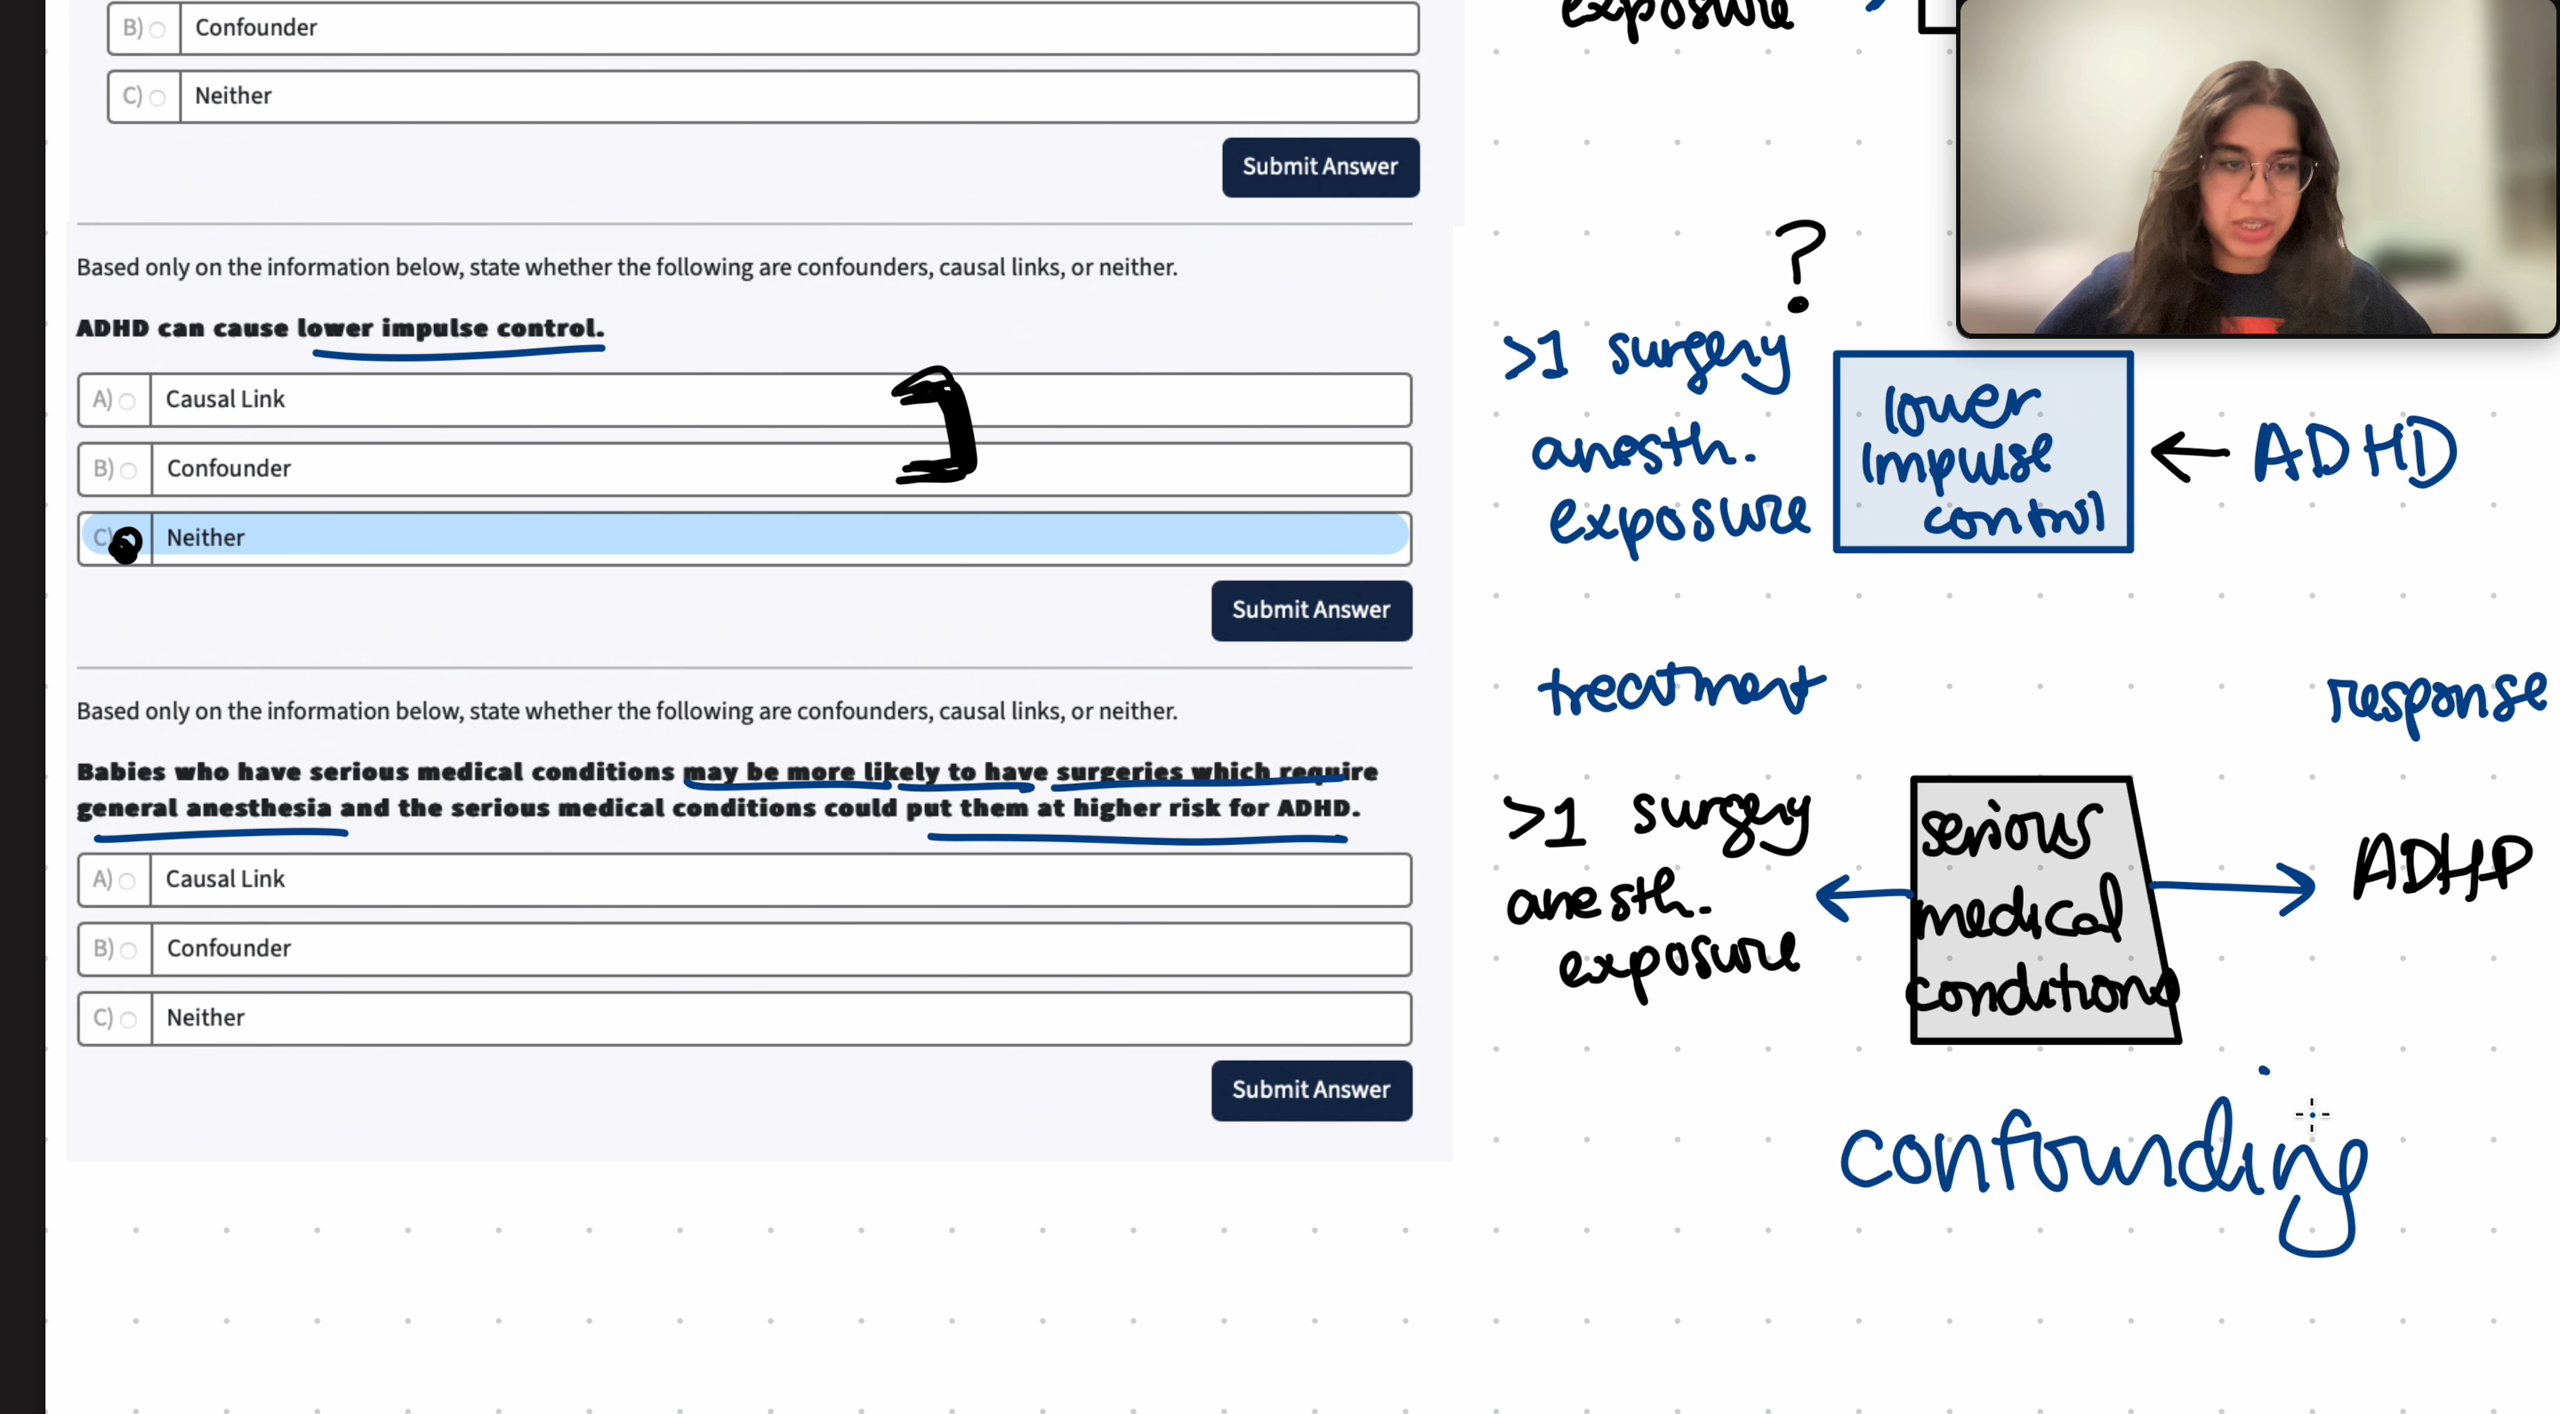 B) Confounder
C) Neither
Submit Answer
Based only on the information below, state whether the following are confounders, causal links, or neither.
ADHD can cause lower impulse control.
A) Causal Link
B) Confounder
C) Neither
Submit Answer
Based only on the information below, state whether the following are confounders, causal links, or neither.
Babies who have serious medical conditions may be more likely to have surgeries which require
general anesthesia and the serious medical conditions could put them at higher risk for ADHD.
A) Causal Link
B) Confounder
C) Neither
Submit Answer
exposure
?
>1 surgery
anesth.
exposure
lower
impulse
control
← ADHD
treatment
response
>1 surgery
anesth.
exposure
serious
medical
conditions
ADHD
confounding